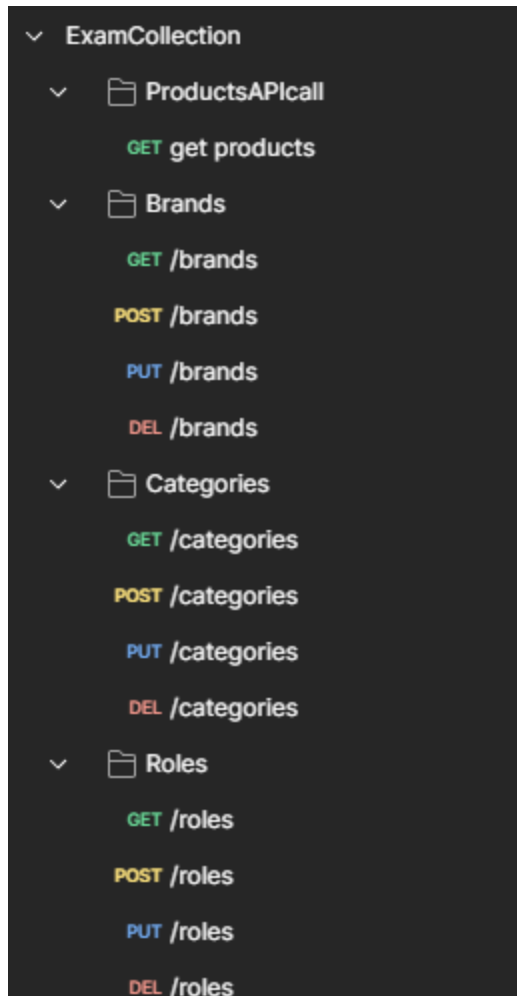 ExamCollection
ProductsAPIcall
GET get products
Brands
GET /brands
POST /brands
PUT /brands
DEL /brands
Categories
GET /categories
POST /categories
PUT /categories
DEL /categories
Roles
GET /roles
POST /roles
PUT /roles
DEL /roles